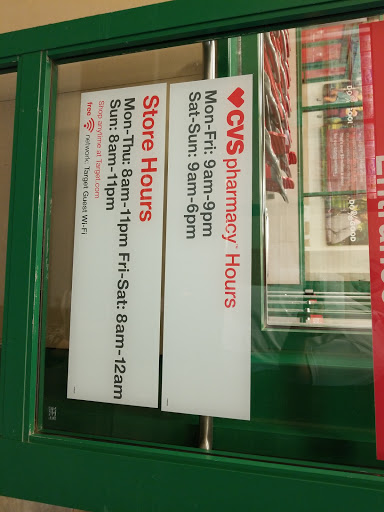 CVS pharmacy Hours
Mon-Fri: 9am-9pm
Sat-Sun: 9am-6pm
Store Hours
Mon-Thu: 8am-11pm Fri-Sat: 8am-12am
Sun: 8am-11pm
Shop anytime at Target.com
free network: Target Guest Wi-Fi